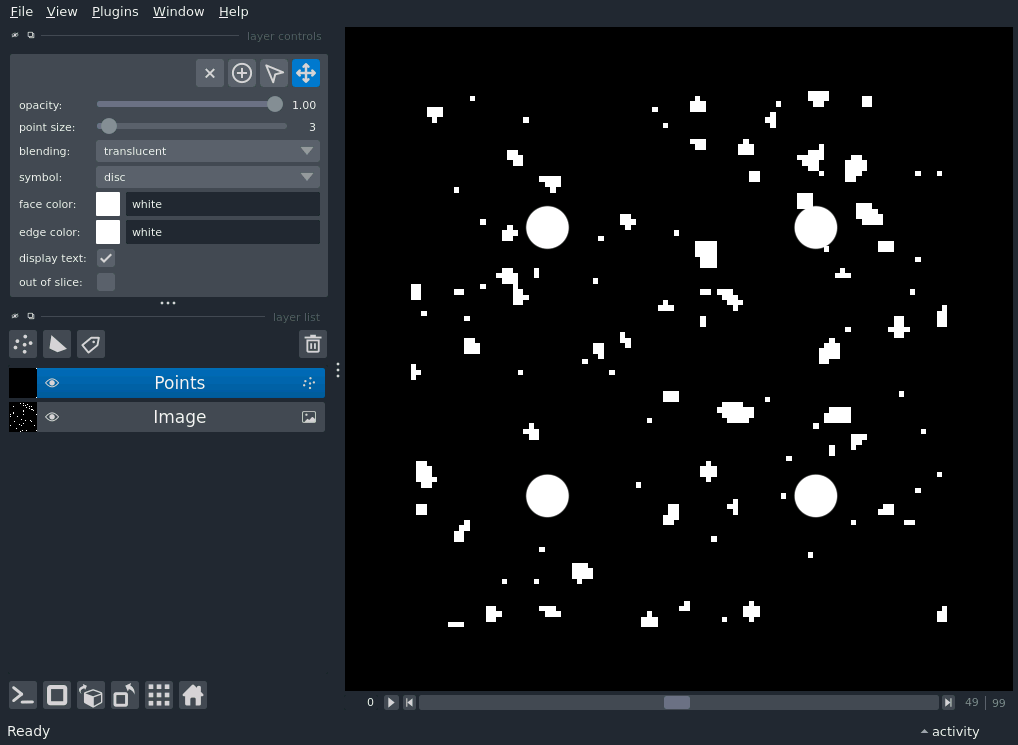 File View Plugins Window Help
layer controls
opacity: 1.00
point size: 3
blending: translucent
symbol: disc
face color: white
edge color: white
display text:
out of slice:
layer list
Points
Image
0 49 | 99
Ready activity